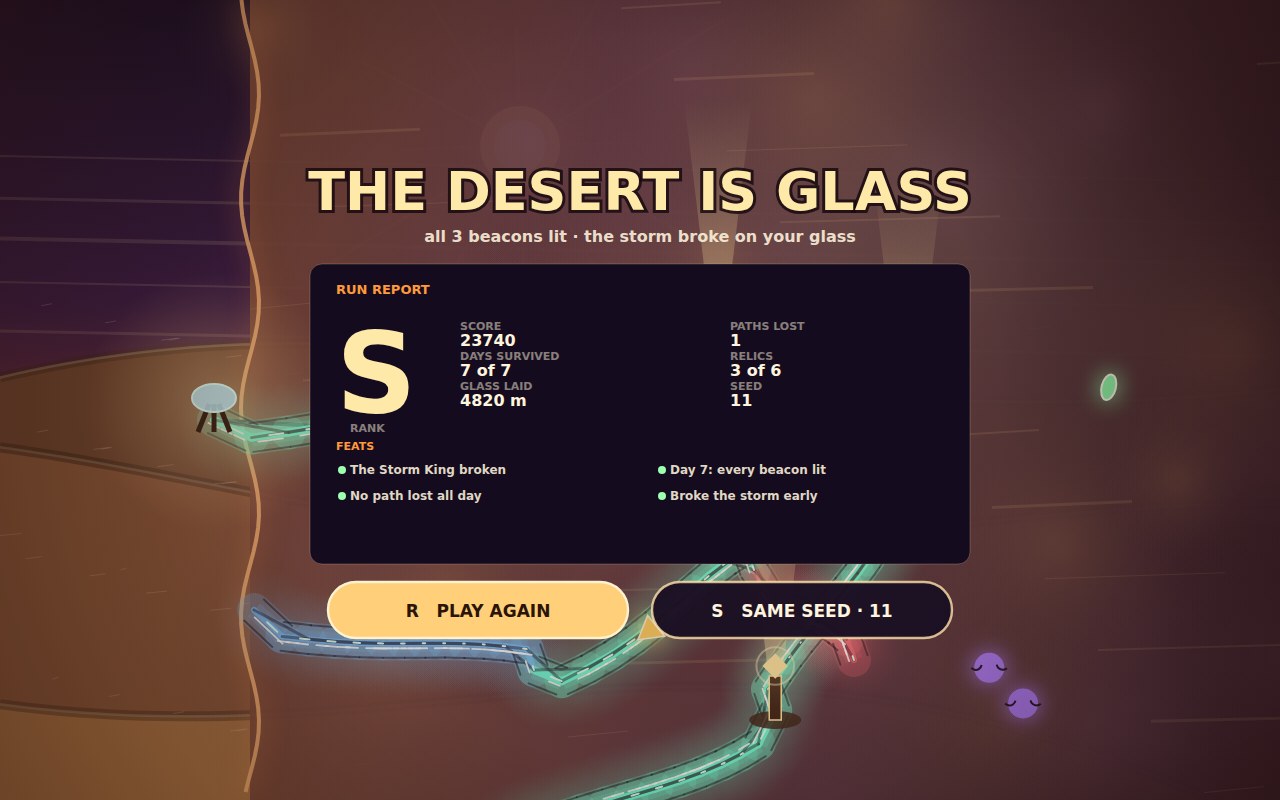 THE DESERT IS GLASS
all 3 beacons lit · the storm broke on your glass
RUN REPORT
S
RANK
SCORE
23740
DAYS SURVIVED
7 of 7
GLASS LAID
4820 m
PATHS LOST
1
RELICS
3 of 6
SEED
11
FEATS
The Storm King broken
Day 7: every beacon lit
No path lost all day
Broke the storm early
R PLAY AGAIN
S SAME SEED · 11